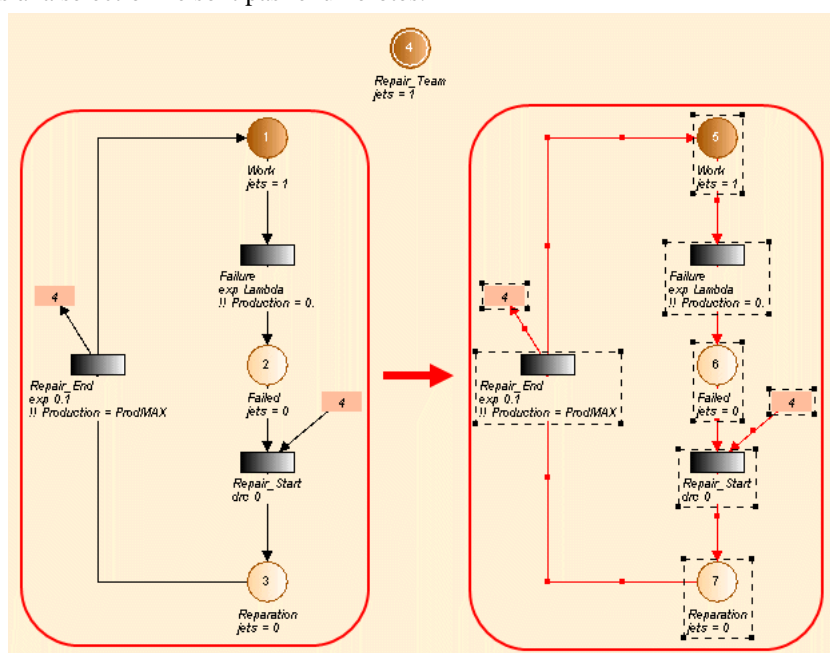 4
Repair_Team
jets = 1
1
Work
jets = 1
Failure
exp Lambda
!! Production = 0.
4
2
Failed
jets = 0
Repair_End
exp 0.1
!! Production = ProdMAX
4
Repair_Start
drc 0
3
Reparation
jets = 0
5
Work
jets = 1
Failure
exp Lambda
!! Production = 0.
4
6
Failed
jets = 0
Repair_End
exp 0.1
!! Production = ProdMAX
4
Repair_Start
drc 0
7
Reparation
jets = 0